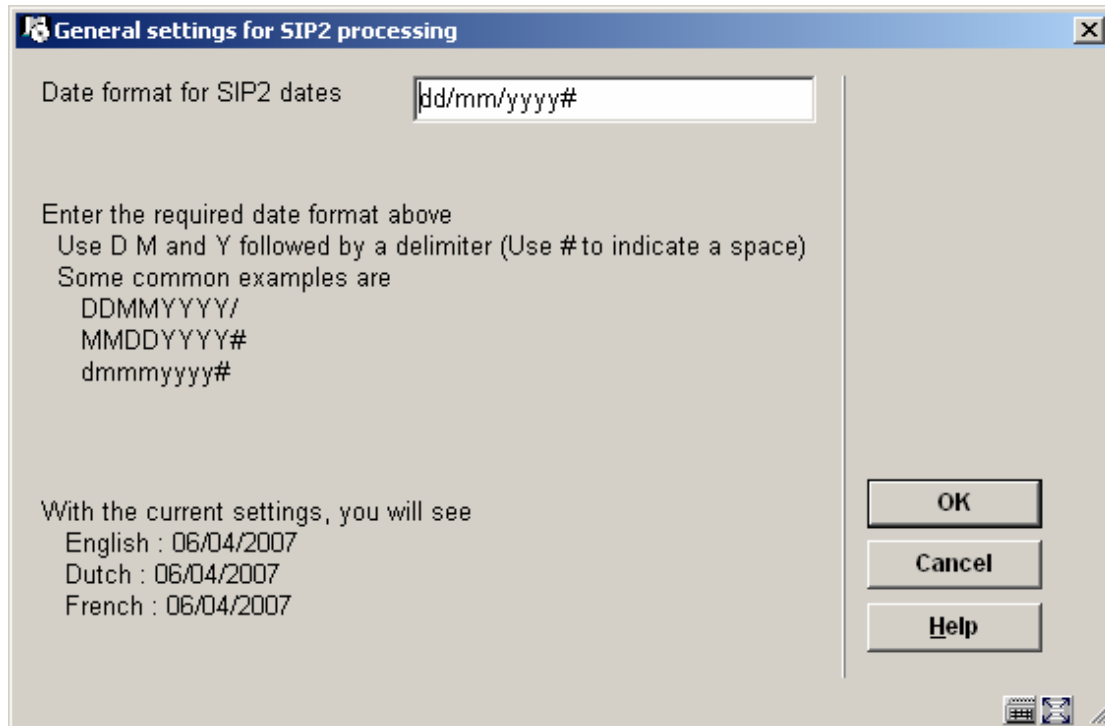 General settings for SIP2 processing
Date format for SIP2 dates dd/mm/yyyy#
Enter the required date format above
Use D M and Y followed by a delimiter (Use # to indicate a space)
Some common examples are
DDMMYYYY/
MMDDYYYY#
dmmmyyyy#
With the current settings, you will see
English : 06/04/2007
Dutch : 06/04/2007
French : 06/04/2007
OK
Cancel
Help